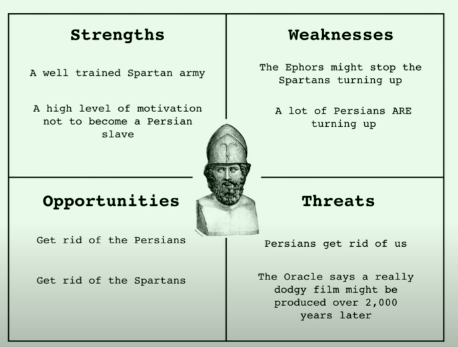 Strengths
A well trained Spartan army
A high level of motivation
not to become a Persian
slave
Weaknesses
The Ephors might stop the
Spartans turning up
A lot of Persians ARE
turning up
Opportunities
Get rid of the Persians
Get rid of the Spartans
Threats
Persians get rid of us
The Oracle says a really
dodgy film might be
produced over 2,000
years later